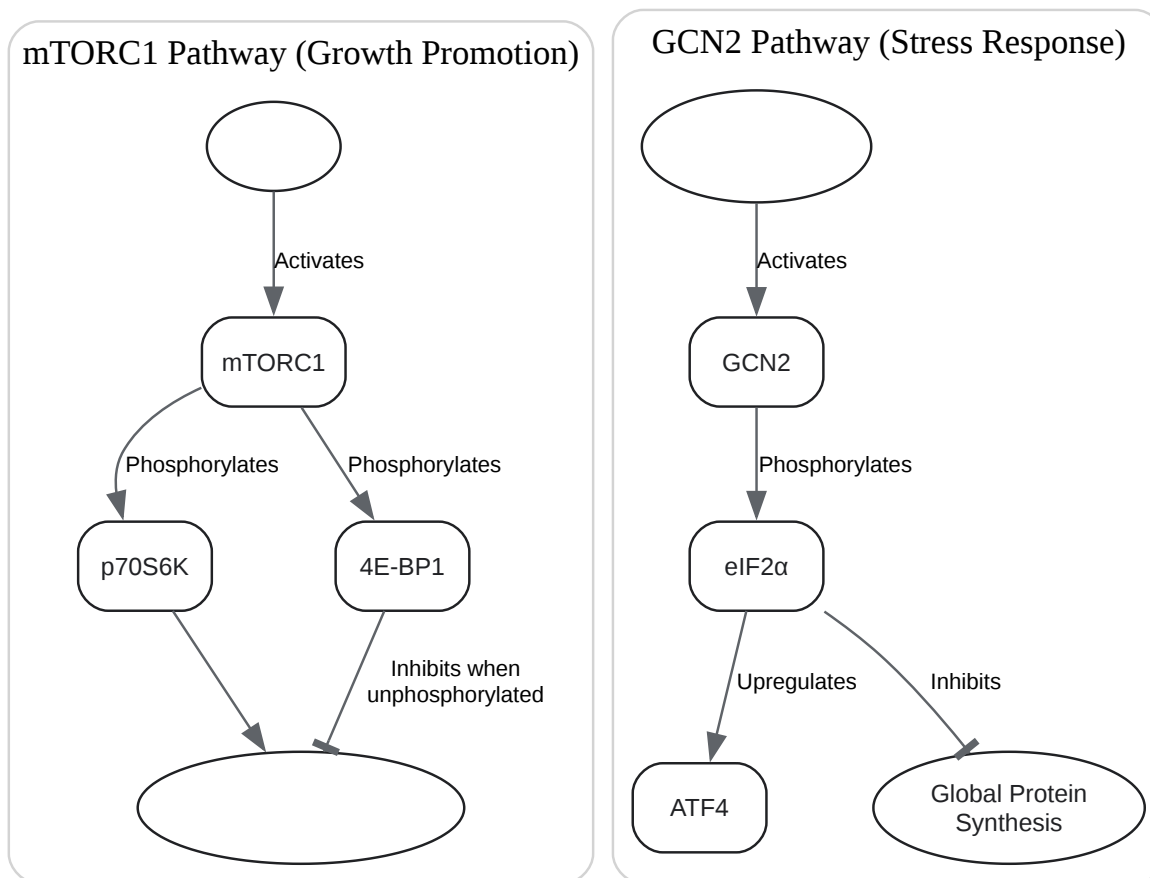 mTORC1 Pathway (Growth Promotion)
Activates
mTORC1
Phosphorylates
Phosphorylates
p70S6K
4E-BP1
Inhibits when
unphosphorylated
GCN2 Pathway (Stress Response)
Activates
GCN2
Phosphorylates
eIF2α
Upregulates
Inhibits
ATF4
Global Protein
Synthesis